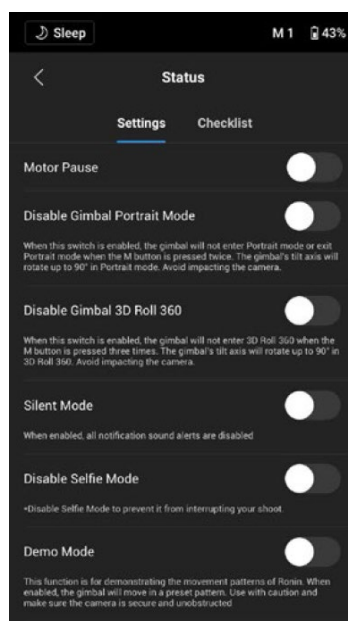 Sleep M 1 43%
Status
Settings Checklist
Motor Pause
Disable Gimbal Portrait Mode
When this switch is enabled, the gimbal will not enter Portrait mode or exit
Portrait mode when the M button is pressed twice. The gimbal's tilt axis will
rotate up to 90° in Portrait mode. Avoid impacting the camera.
Disable Gimbal 3D Roll 360
When this switch is enabled, the gimbal will not enter 3D Roll 360 when the
M button is pressed three times. The gimbal's tilt axis will rotate up to 90° in
3D Roll 360. Avoid impacting the camera.
Silent Mode
When enabled, all notification sound alerts are disabled
Disable Selfie Mode
*Disable Selfie Mode to prevent it from interrupting your shoot.
Demo Mode
This function is for demonstrating the movement patterns of Ronin. When
enabled, the gimbal will move in a preset pattern. Use with caution and
make sure the camera is secure and unobstructed